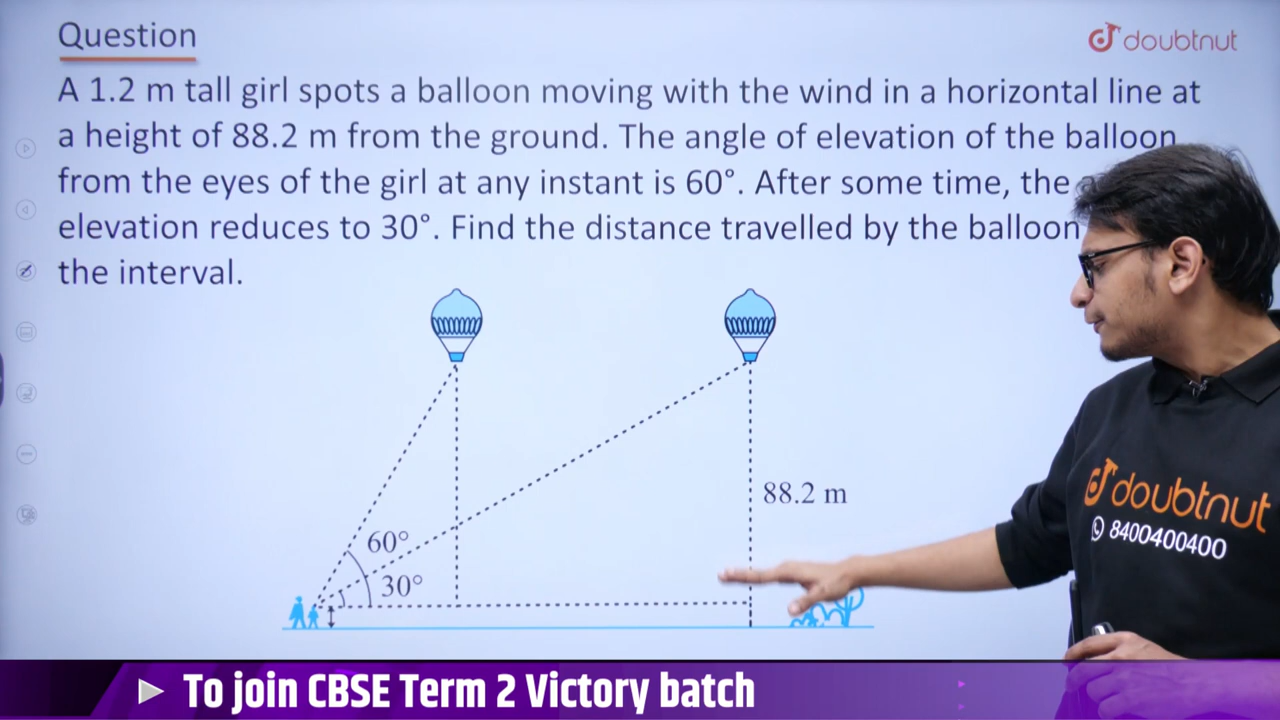 Question
doubtnut
A 1.2 m tall girl spots a balloon moving with the wind in a horizontal line at
a height of 88.2 m from the ground. The angle of elevation of the balloon
from the eyes of the girl at any instant is 60°. After some time, the
elevation reduces to 30°. Find the distance travelled by the balloon
the interval.
88.2 m
60°
30°
doubtnut
8400400400
To join CBSE Term 2 Victory batch